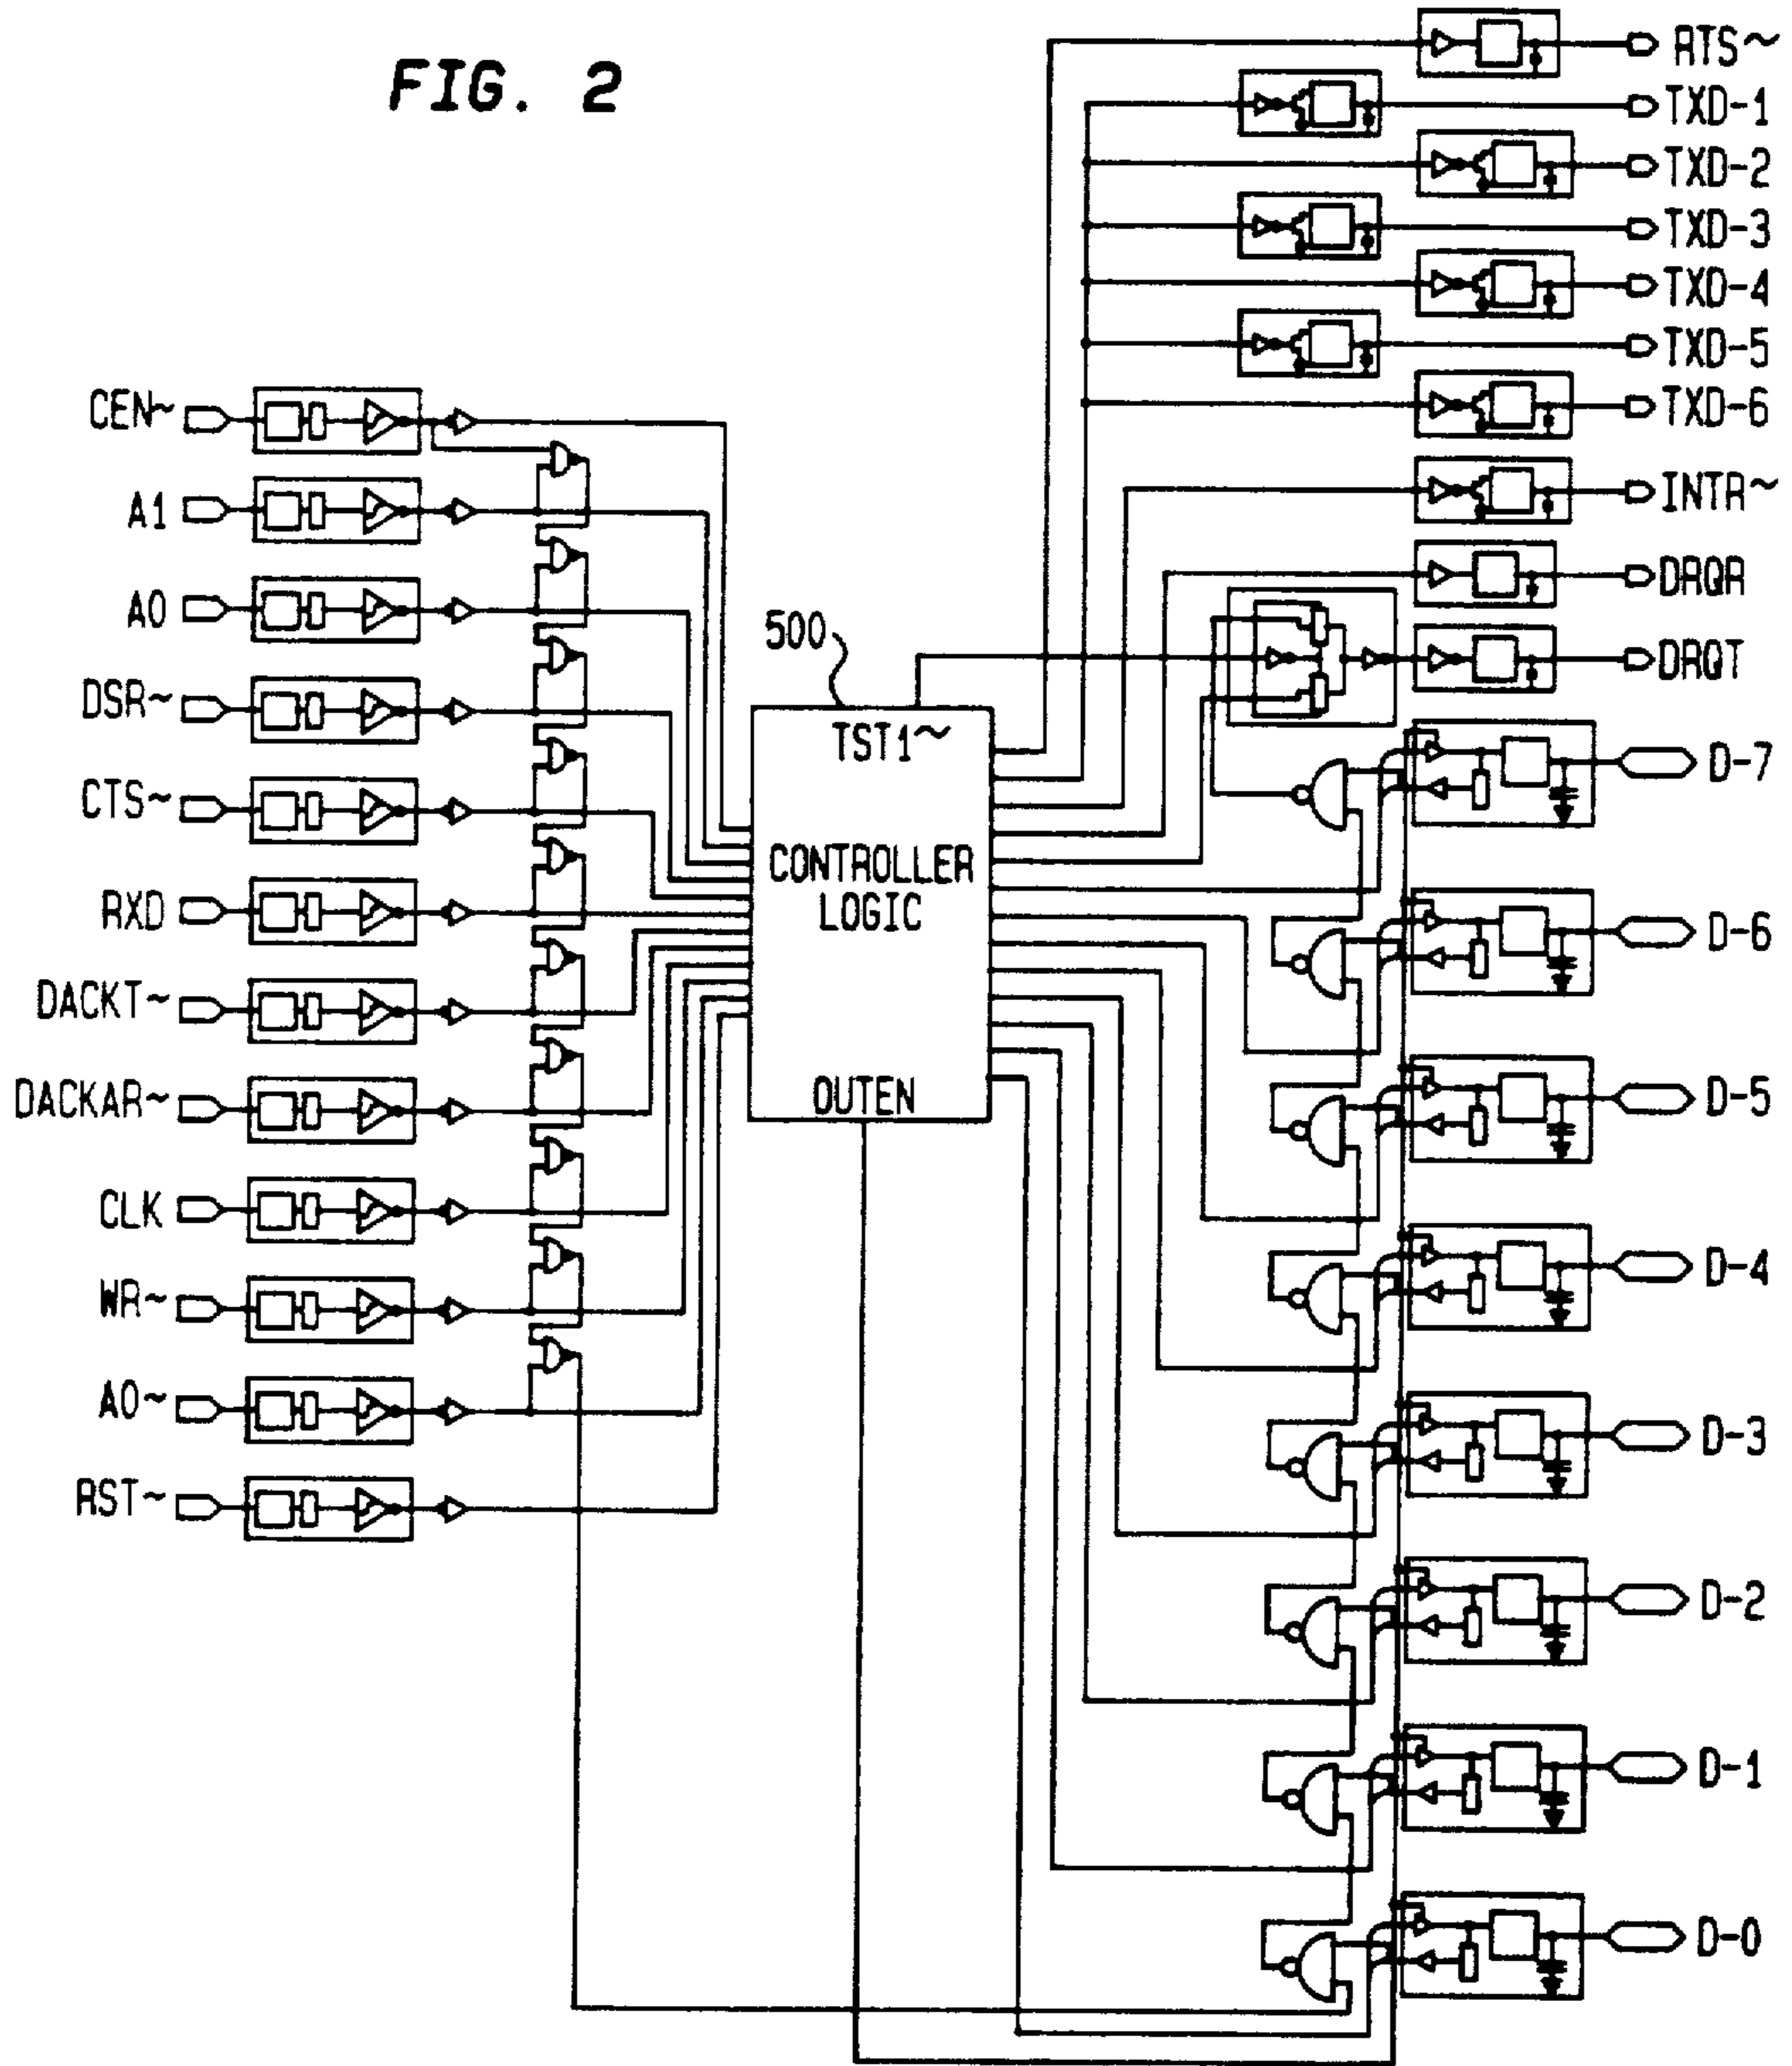 FIG. 2
RTS~
TXD-1
TXD-2
TXD-3
TXD-4
TXD-5
TXD-6
INTR~
DRQR
DRQT
CEN~
A1
A0
DSR~
CTS~
RXD
DACKT~
DACKAR~
CLK
WR~
A0~
RST~
500
TST1~
CONTROLLER
LOGIC
OUTEN
D-7
D-6
D-5
D-4
D-3
D-2
D-1
D-0